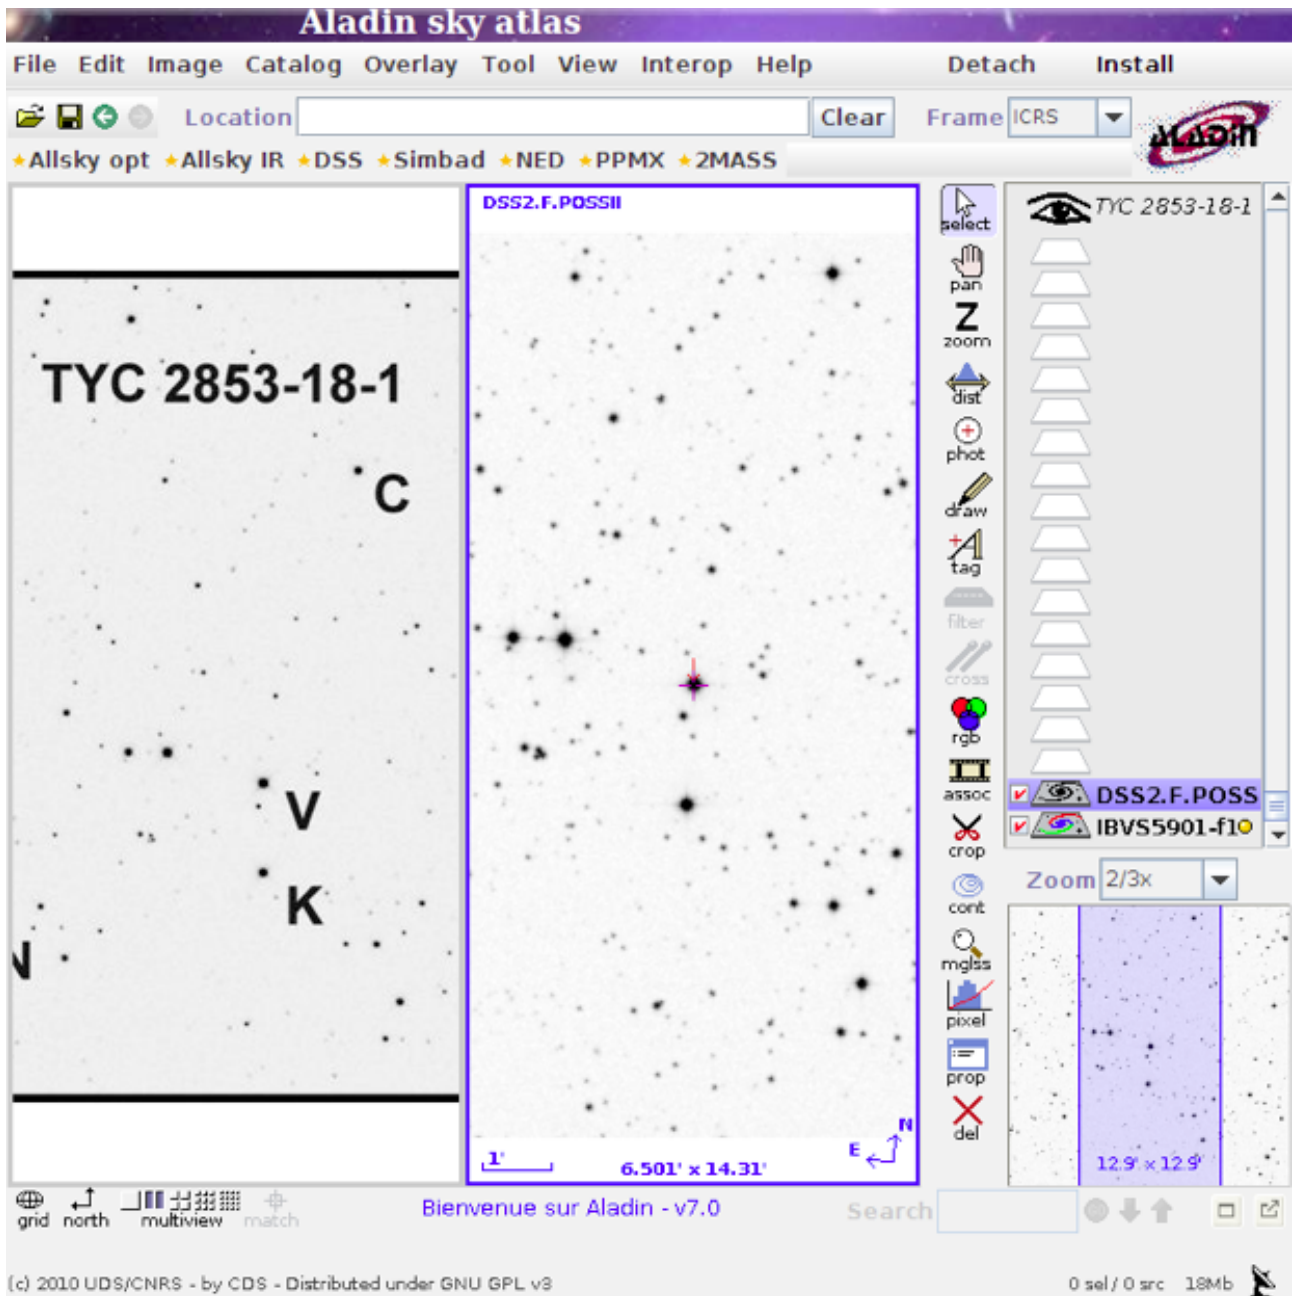 Aladin sky atlas
File Edit Image Catalog Overlay Tool View Interop Help Detach Install
Location Clear Frame ICRS
ALADIN
Allsky opt Allsky IR DSS Simbad NED PPMX 2MASS
TYC 2853-18-1
C
V
K
N
DSS2.F.POSSII
1'
6.501' x 14.31'
N
E
select
pan
Z
zoom
dist
phot
draw
tag
filter
cross
rgb
assoc
crop
cont
mglss
pixel
prop
del
TYC 2853-18-1
DSS2.F.POSS
IBVS5901-f1
Zoom 2/3x
12.9' x 12.9'
grid north multiview match
Bienvenue sur Aladin - v7.0
Search
(c) 2010 UDS/CNRS - by CDS - Distributed under GNU GPL v3
0 sel / 0 src 18Mb